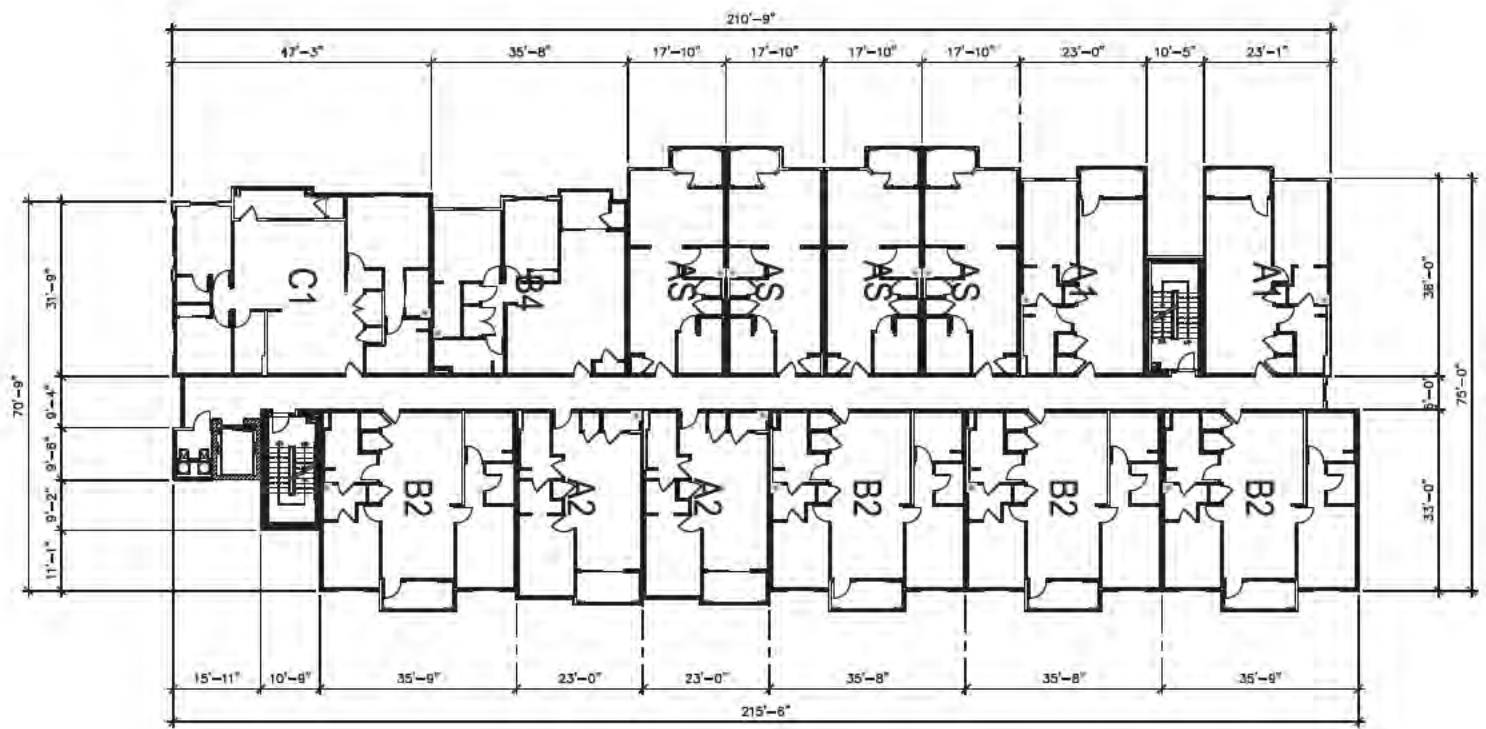 210'-9"
47'-3" 35'-8" 17'-10" 17'-10" 17'-10" 17'-10" 23'-0" 10'-5" 23'-1"
C1 B4 AS AS AS AS A1 A1
31'-9" 38'-0"
70'-9" 9'-4" 75'-0"
9'-6" 9'-2" 11'-1" 33'-0"
B2 A2 A2 B2 B2 B2
15'-11" 10'-9" 35'-9" 23'-0" 23'-0" 35'-8" 35'-8" 35'-9"
215'-6"